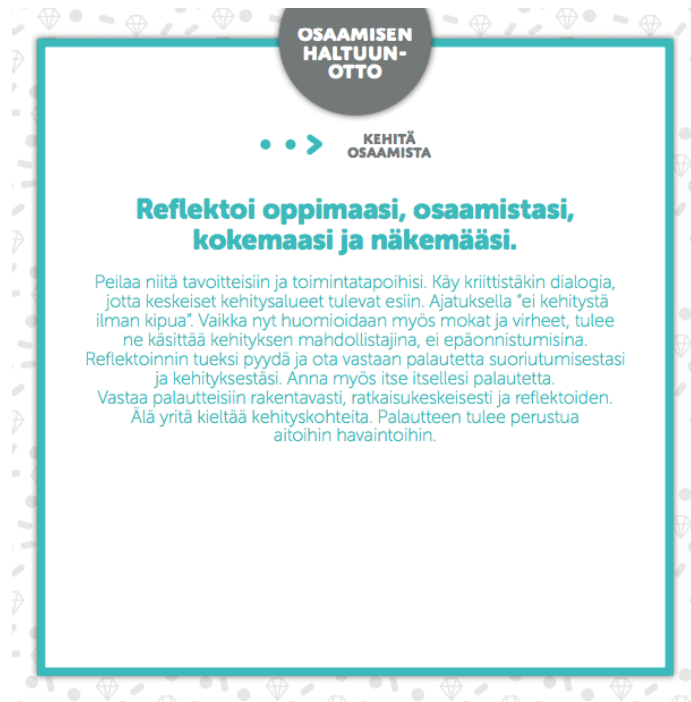 OSAAMISEN
HALTUUN-
OTTO
KEHITÄ
OSAAMISTA
Reflektoi oppimaasi, osaamistasi,
kokemaasi ja näkemääsi.
Peilaa niitä tavoitteisiin ja toimintatapoihisi. Käy kriittistäkin dialogia,
jotta keskeiset kehitysalueet tulevat esiin. Ajatuksella ”ei kehitystä
ilman kipua”. Vaikka nyt huomioidaan myös mokat ja virheet, tulee
ne käsittää kehityksen mahdollistajina, ei epäonnistumisina.
Reflektoinnin tueksi pyydä ja ota vastaan palautetta suoriutumisestasi
ja kehityksestäsi. Anna myös itse itsellesi palautetta.
Vastaa palautteisiin rakentavasti, ratkaisukeskeisesti ja reflektoiden.
Älä yritä kieltää kehityskohteita. Palautteen tulee perustua
aitoihin havaintoihin.